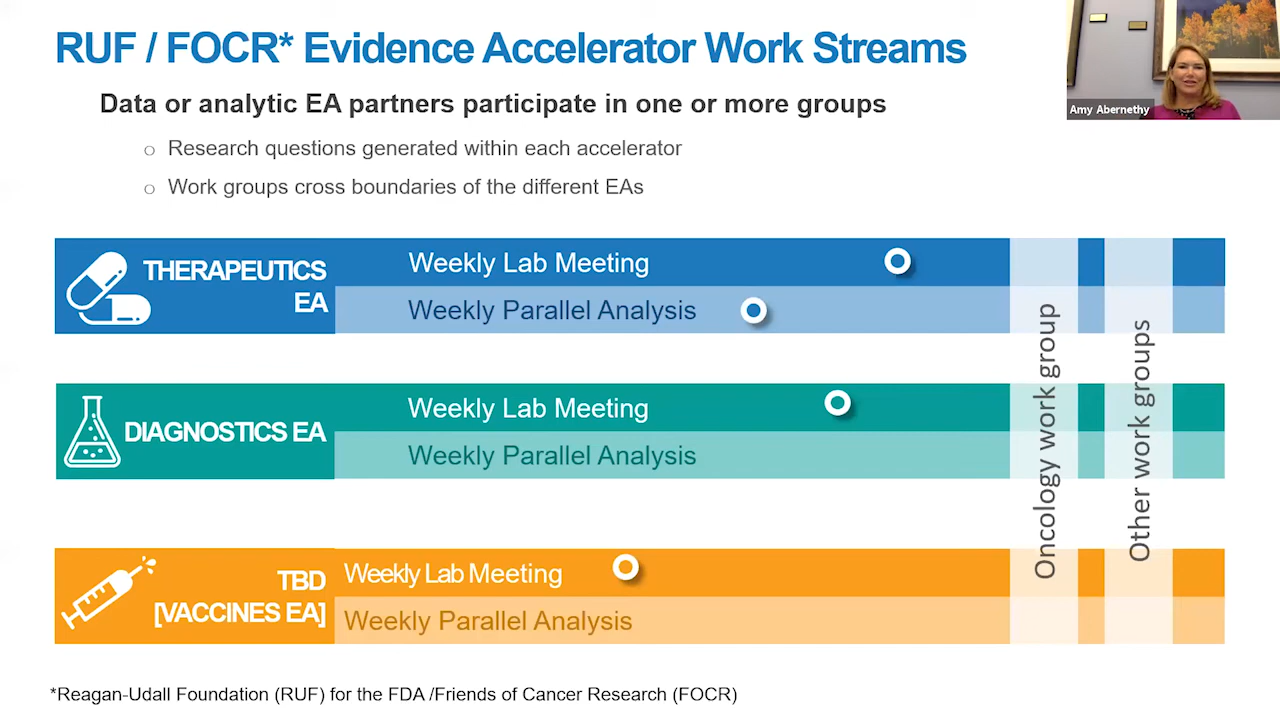 RUF / FOCR* Evidence Accelerator Work Streams
Amy Abernethy
Data or analytic EA partners participate in one or more groups
Research questions generated within each accelerator
Work groups cross boundaries of the different EAs
THERAPEUTICS
EA
Weekly Lab Meeting
Weekly Parallel Analysis
DIAGNOSTICS EA
Weekly Lab Meeting
Weekly Parallel Analysis
TBD
[VACCINES EA]
Weekly Lab Meeting
Weekly Parallel Analysis
Oncology work group
Other work groups
*Reagan-Udall Foundation (RUF) for the FDA /Friends of Cancer Research (FOCR)